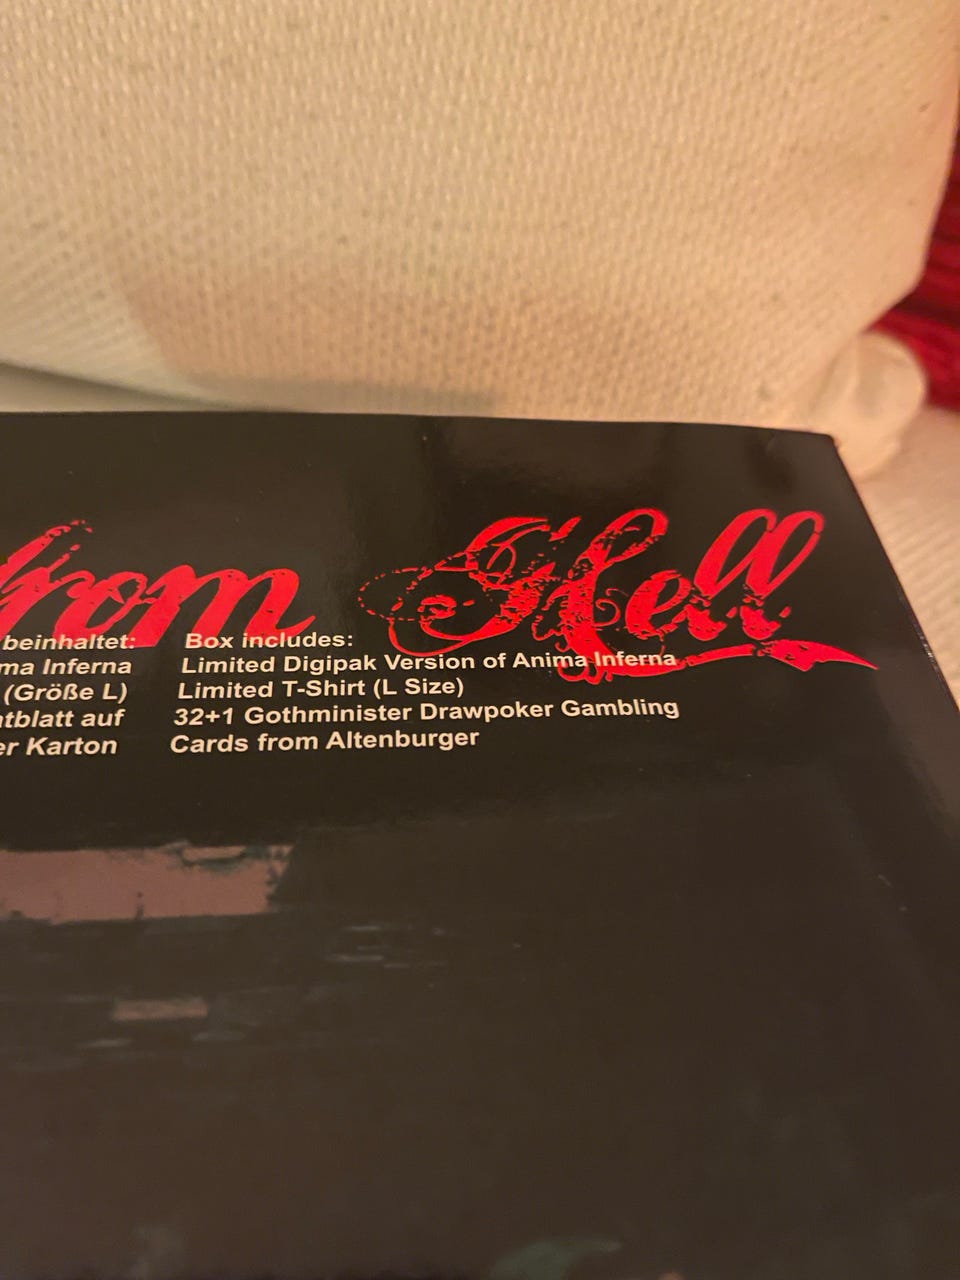 from Hell
beinhaltet:
ma Inferna
(Größe L)
tblatt auf
er Karton
Box includes:
Limited Digipak Version of Anima Inferna
Limited T-Shirt (L Size)
32+1 Gothminister Drawpoker Gambling
Cards from Altenburger